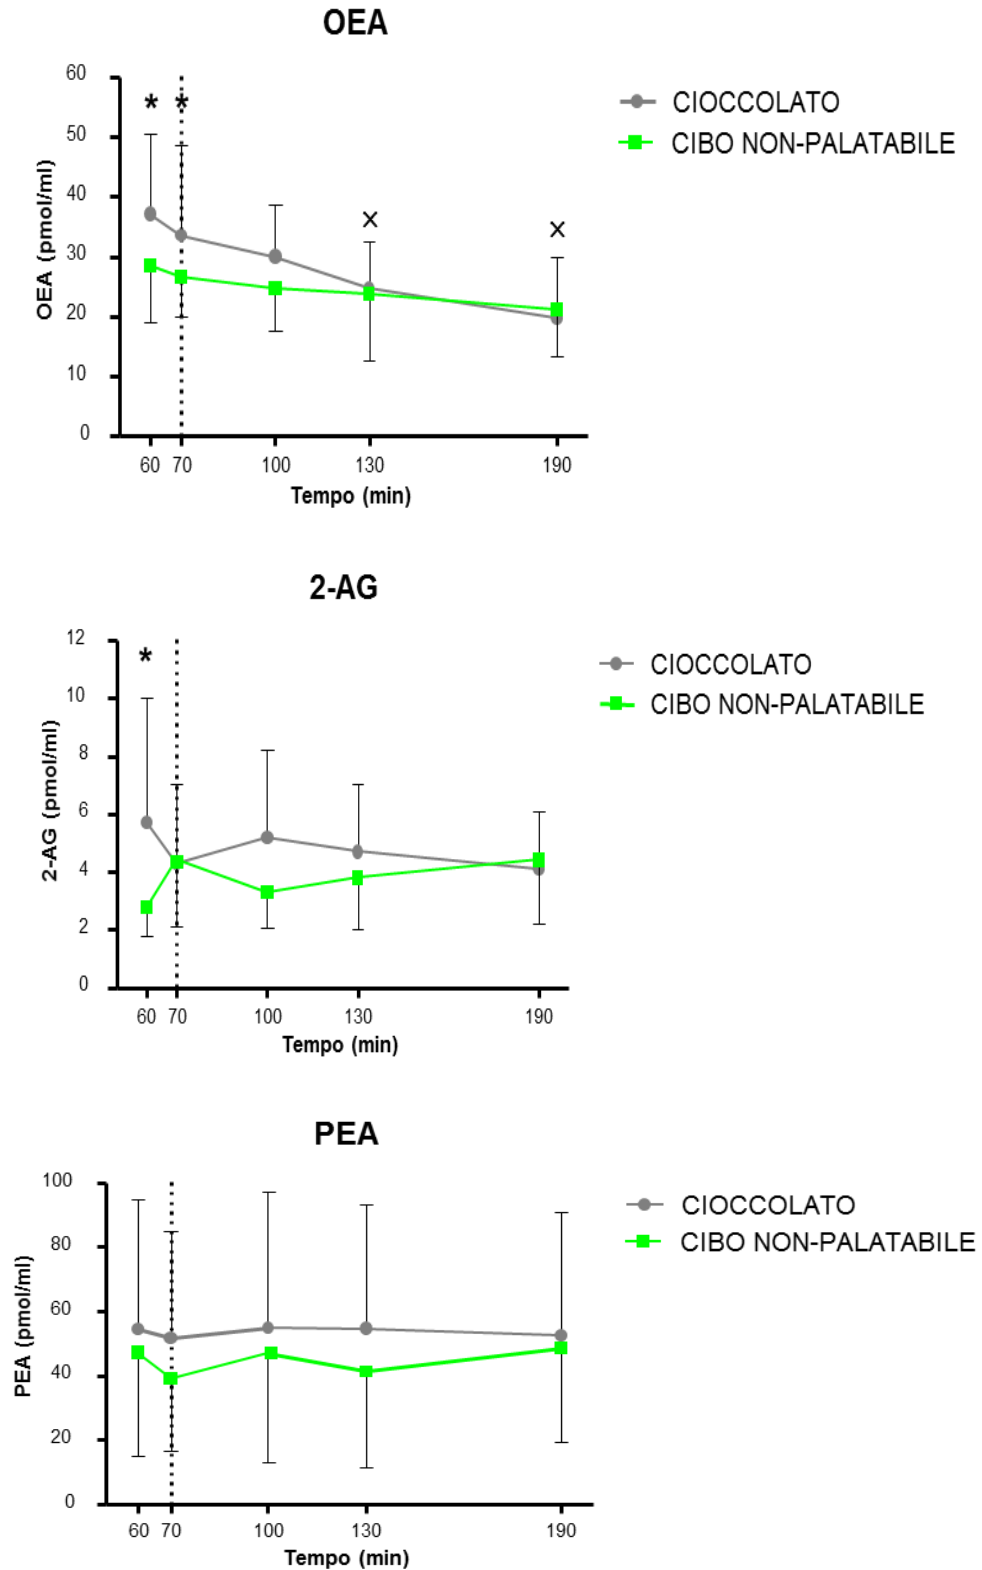 OEA
60
50
40
30
20
10
0
OEA (pmol/ml)
* *
×
×
60 70 100 130 190
Tempo (min)
CIOCCOLATO
CIBO NON-PALATABILE
2-AG
12
10
8
6
4
2
0
2-AG (pmol/ml)
*
60 70 100 130 190
Tempo (min)
CIOCCOLATO
CIBO NON-PALATABILE
PEA
100
80
60
40
20
0
PEA (pmol/ml)
60 70 100 130 190
Tempo (min)
CIOCCOLATO
CIBO NON-PALATABILE